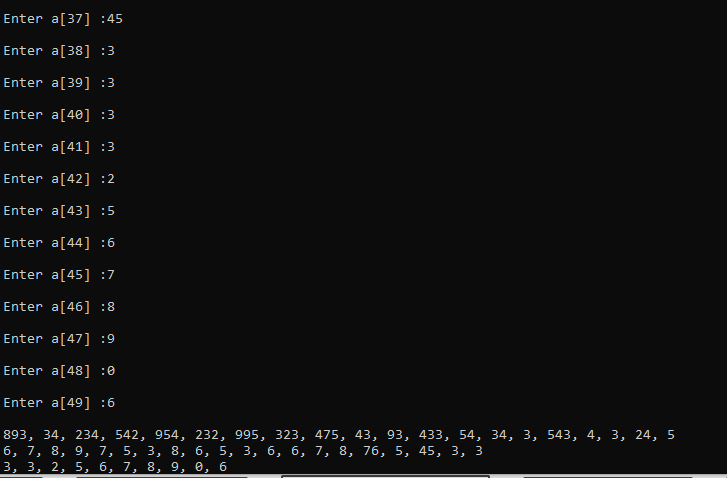 Enter a[37] :45
Enter a[38] :3
Enter a[39] :3
Enter a[40] :3
Enter a[41] :3
Enter a[42] :2
Enter a[43] :5
Enter a[44] :6
Enter a[45] :7
Enter a[46] :8
Enter a[47] :9
Enter a[48] :0
Enter a[49] :6
893, 34, 234, 542, 954, 232, 995, 323, 475, 43, 93, 433, 54, 34, 3, 543, 4, 3, 24, 5
6, 7, 8, 9, 7, 5, 3, 8, 6, 5, 3, 6, 6, 7, 8, 76, 5, 45, 3, 3
3, 3, 2, 5, 6, 7, 8, 9, 0, 6